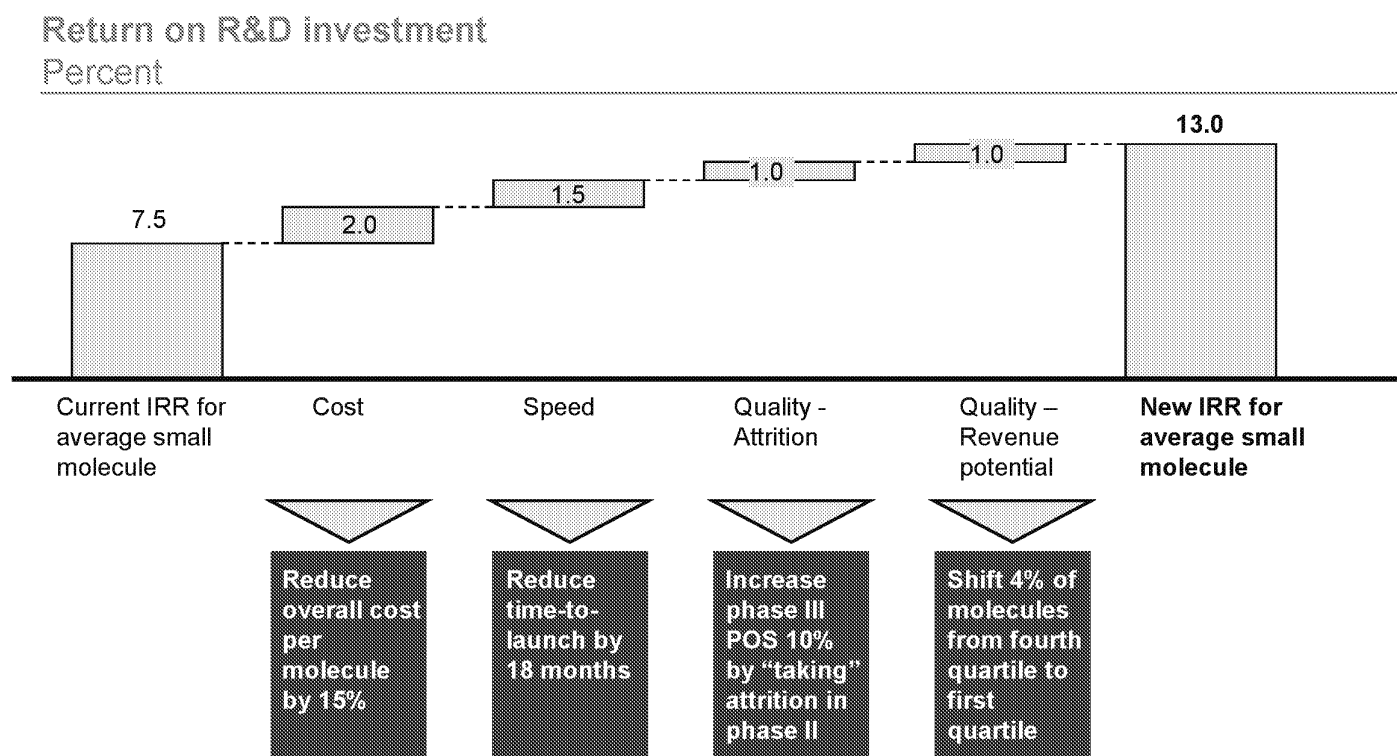 Return on R&D investment
Percent
13.0
1.0
1.0
1.5
7.5
2.0
Current IRR for
average small
molecule
Cost
Speed
Quality -
Attrition
Quality –
Revenue
potential
New IRR for
average small
molecule
Reduce
overall cost
per
molecule
by 15%
Reduce
time-to-
launch by
18 months
Increase
phase III
POS 10%
by “taking”
attrition in
phase II
Shift 4% of
molecules
from fourth
quartile to
first
quartile